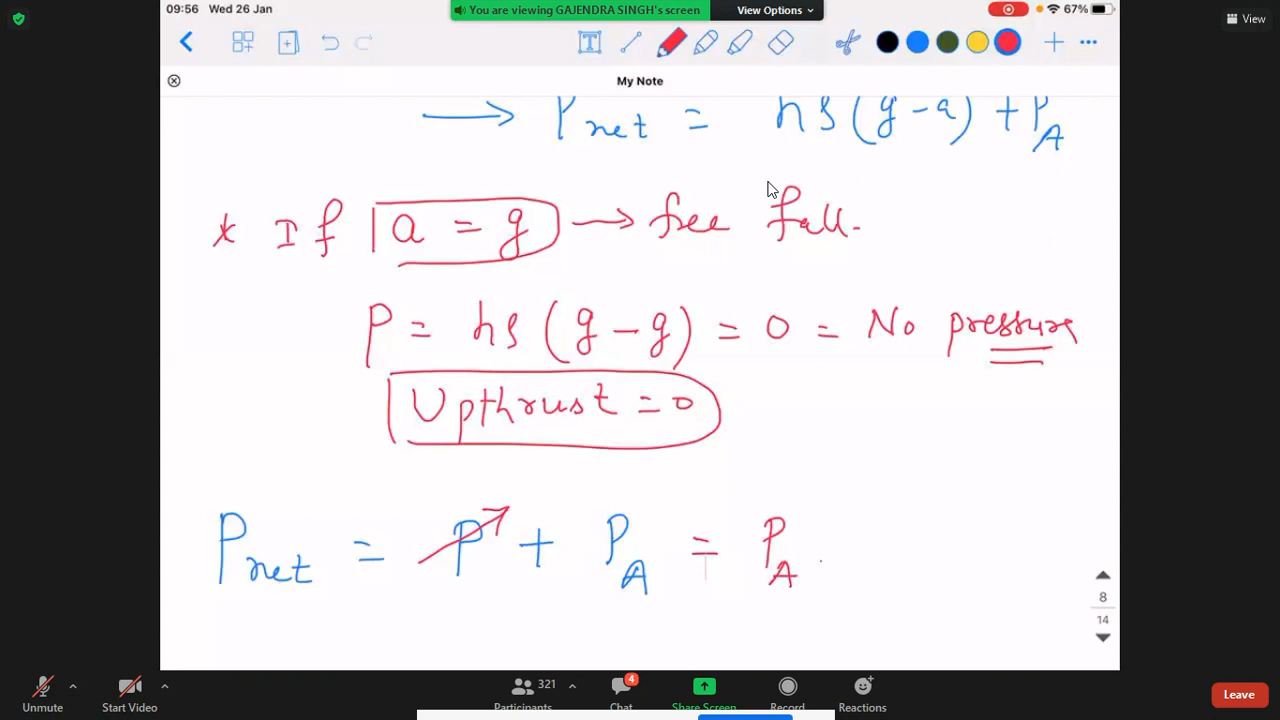 09:56 Wed 26 Jan
You are viewing GAJENDRA SINGH's screen
View Options
67%
View
My Note
→ Pnet = hρ(g-a) + PA
* If a = g → free fall.
P = hρ(g-g) = 0 = No pressure
Upthrust = 0
Pnet = P + PA = PA
8
14
Unmute
Start Video
321
Participants
4
Chat
Share Screen
Record
Reactions
Leave